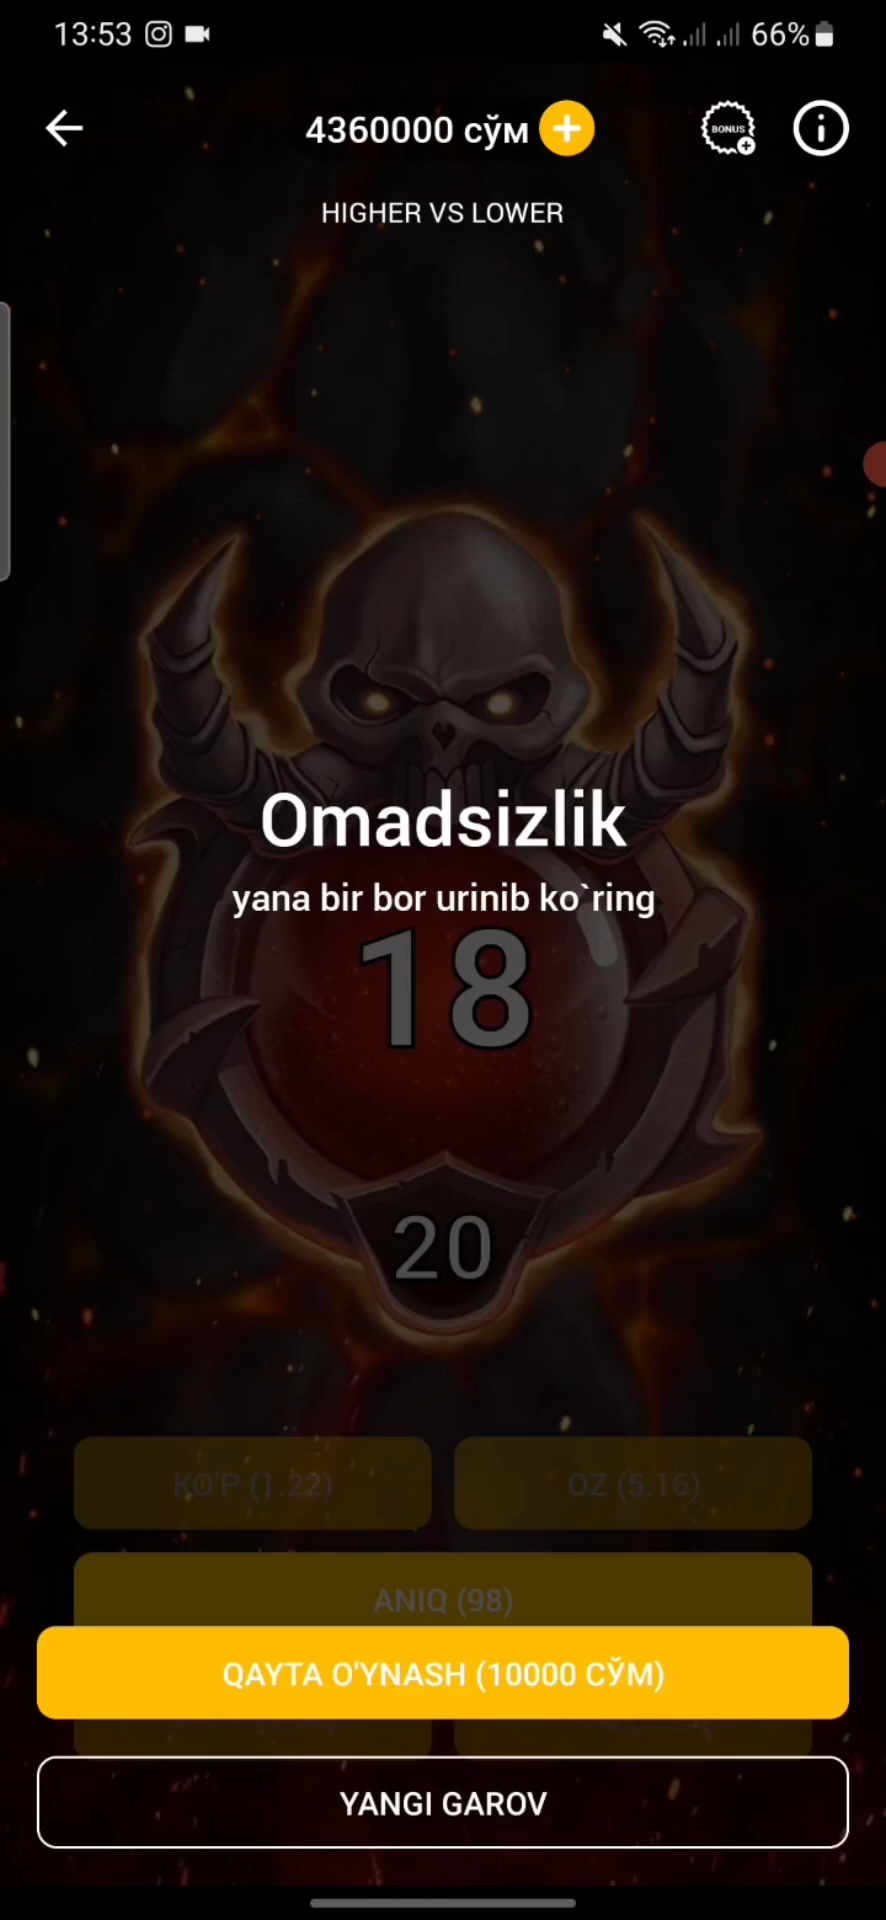 13:53 66%
4360000 сўм
BONUS
HIGHER VS LOWER
Omadsizlik
yana bir bor urinib ko`ring
18
20
KO'P (1.22) OZ (5.16)
ANIQ (98)
QAYTA O'YNASH (10000 СЎМ)
YANGI GAROV